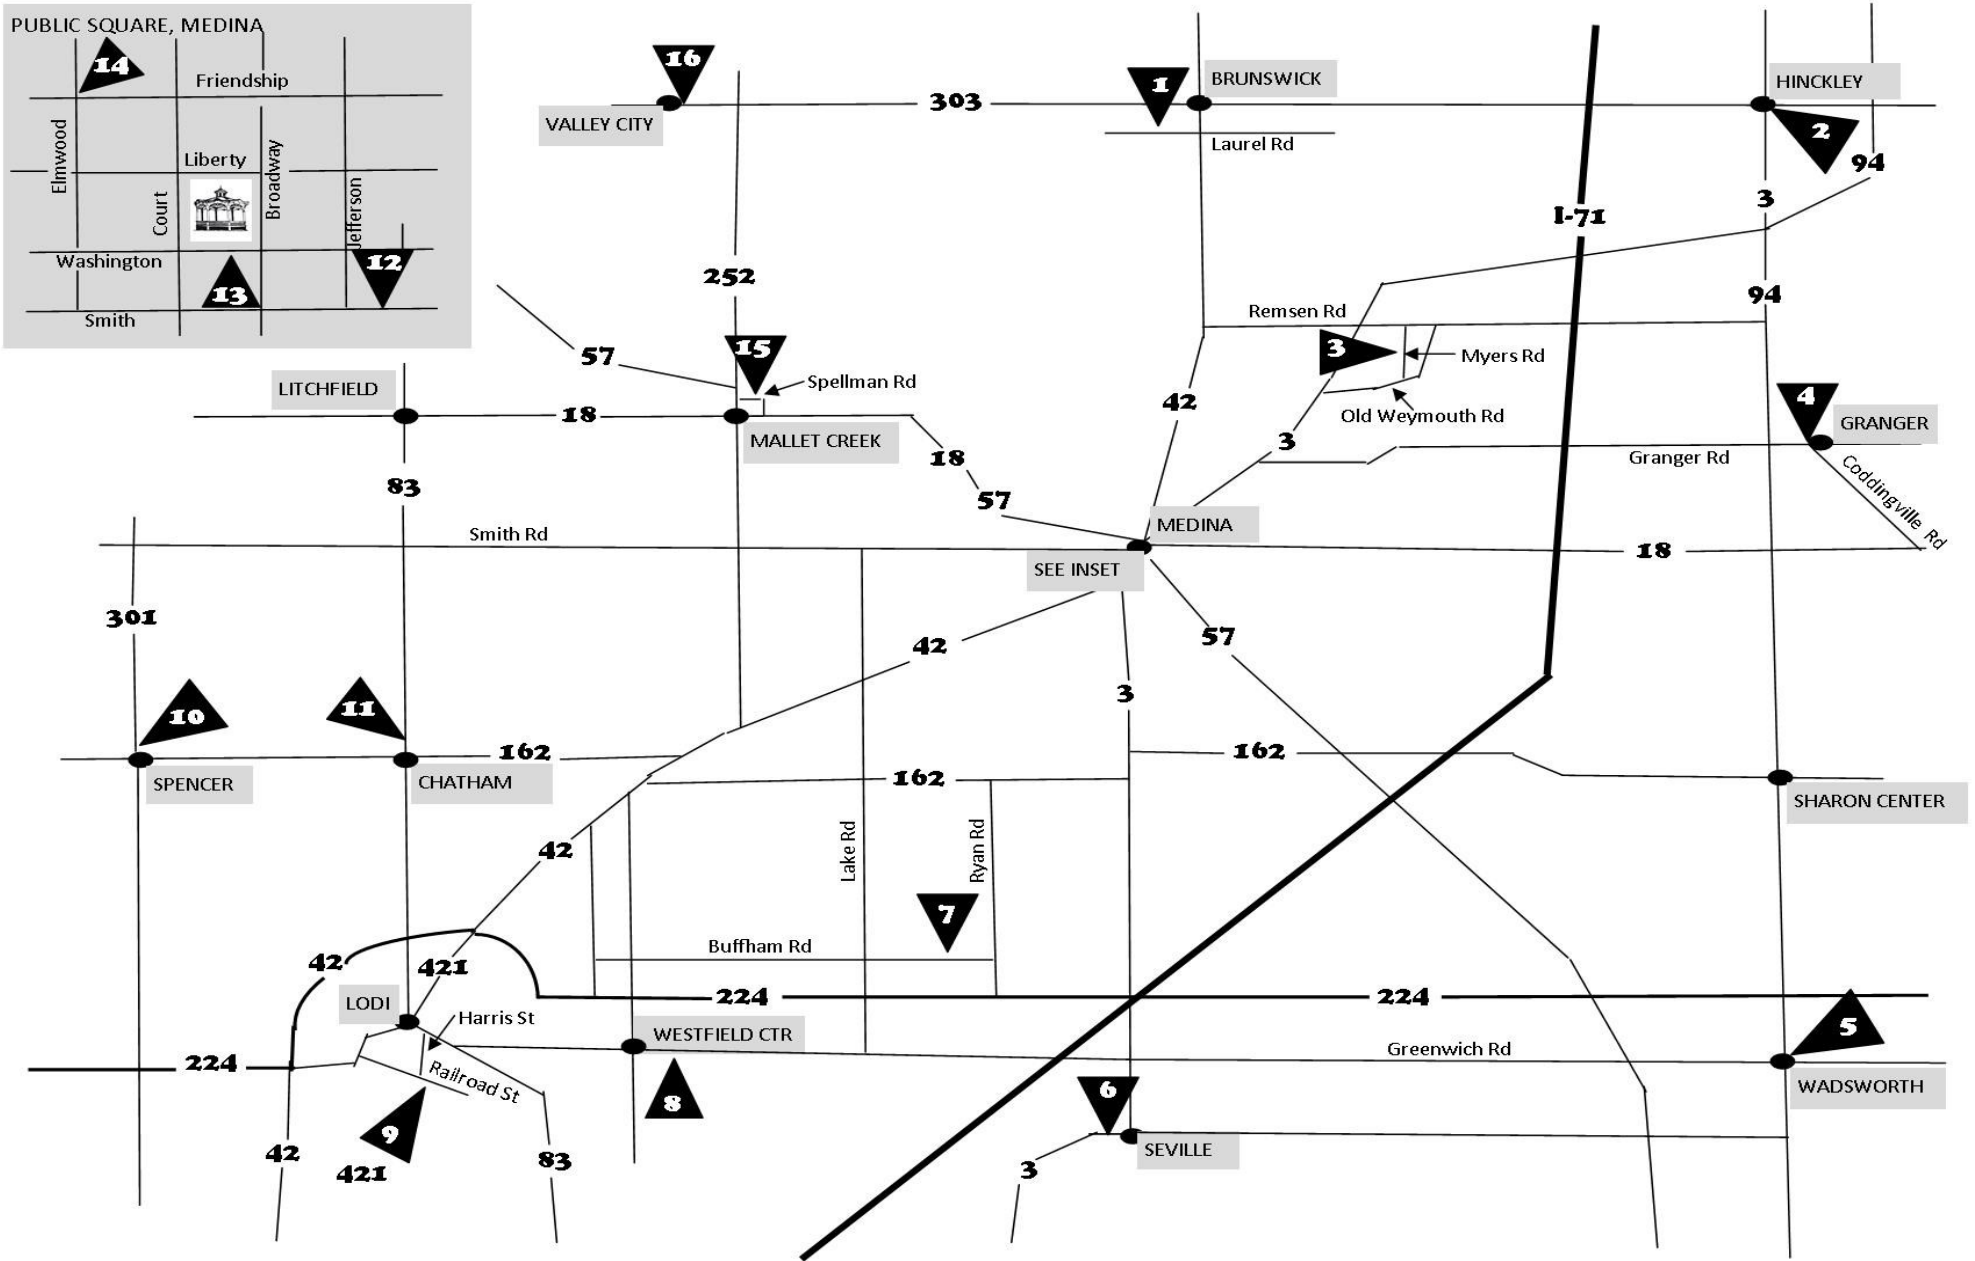 PUBLIC SQUARE, MEDINA
14
Friendship
Elmwood
Liberty
Court
Broadway
Jefferson
Washington
12
13
Smith
16
1
BRUNSWICK
HINCKLEY
VALLEY CITY
303
Laurel Rd
2
94
3
I-71
252
94
Remsen Rd
57
15
3
Myers Rd
Spellman Rd
LITCHFIELD
42
4
18
Old Weymouth Rd
GRANGER
MALLET CREEK
3
18
Granger Rd
Coddingville Rd
83
57
MEDINA
Smith Rd
18
SEE INSET
301
57
42
3
10
11
162
162
SPENCER
CHATHAM
162
SHARON CENTER
42
Lake Rd
Ryan Rd
7
Buffham Rd
42
421
224
224
LODI
Harris St
WESTFIELD CTR
5
Greenwich Rd
224
Railroad St
WADSWORTH
6
8
9
42
421
83
SEVILLE
3